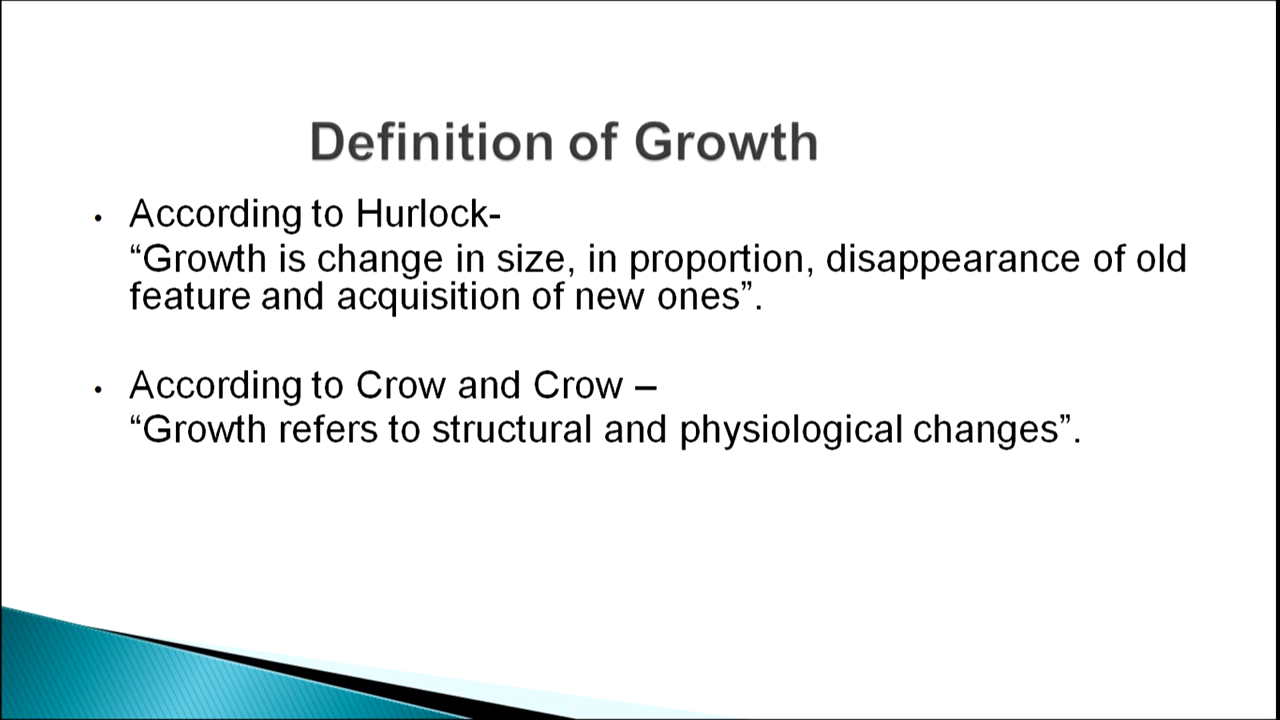 Definition of Growth
• According to Hurlock-
“Growth is change in size, in proportion, disappearance of old
feature and acquisition of new ones”.
• According to Crow and Crow –
“Growth refers to structural and physiological changes”.